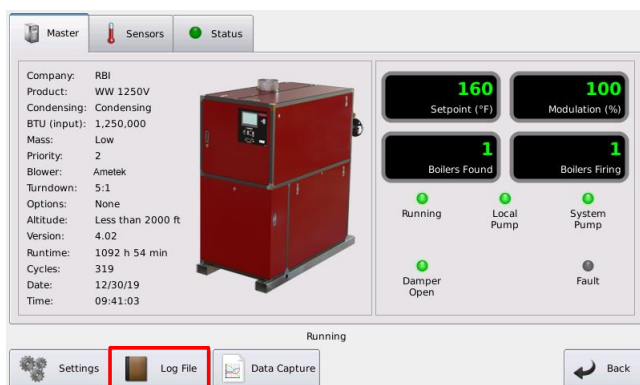 Master
Sensors
Status
Company: RBI
Product: WW 1250V
Condensing: Condensing
BTU (input): 1,250,000
Mass: Low
Priority: 2
Blower: Ametek
Turndown: 5:1
Options: None
Altitude: Less than 2000 ft
Version: 4.02
Runtime: 1092 h 54 min
Cycles: 319
Date: 12/30/19
Time: 09:41:03
160
Setpoint (°F)
100
Modulation (%)
1
Boilers Found
1
Boilers Firing
Running
Local
Pump
System
Pump
Damper
Open
Fault
Running
Settings
Log File
Data Capture
Back